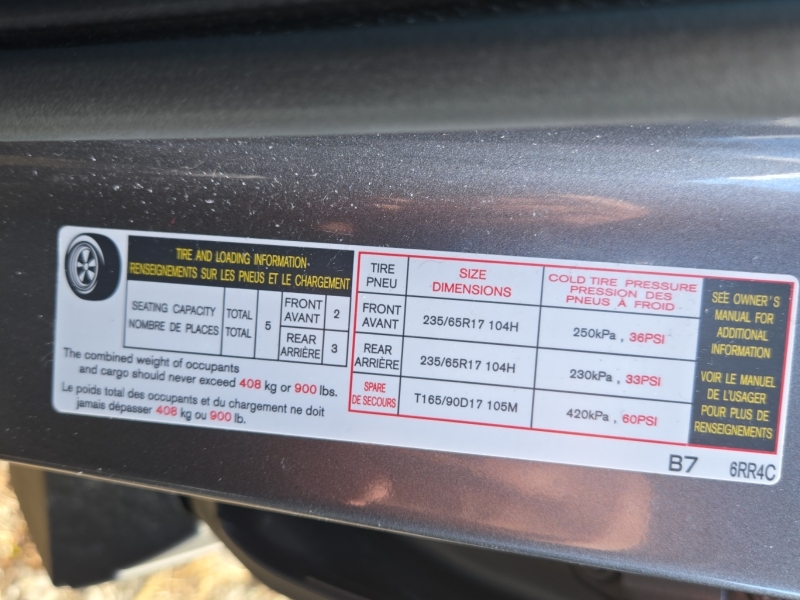 TIRE AND LOADING INFORMATION
RENSEIGNEMENTS SUR LES PNEUS ET LE CHARGEMENT
SEATING CAPACITY
NOMBRE DE PLACES
TOTAL
TOTAL
5
FRONT
AVANT
2
REAR
ARRIÈRE
3
The combined weight of occupants
and cargo should never exceed 408 kg or 900 lbs.
Le poids total des occupants et du chargement ne doit
jamais dépasser 408 kg ou 900 lb.
TIRE
PNEU
SIZE
DIMENSIONS
COLD TIRE PRESSURE
PRESSION DES
PNEUS À FROID
FRONT
AVANT
235/65R17 104H
250kPa , 36PSI
REAR
ARRIÈRE
235/65R17 104H
230kPa , 33PSI
SPARE
DE SECOURS
T165/90D17 105M
420kPa , 60PSI
SEE OWNER'S
MANUAL FOR
ADDITIONAL
INFORMATION
VOIR LE MANUEL
DE L'USAGER
POUR PLUS DE
RENSEIGNEMENTS
B7 6RR4C